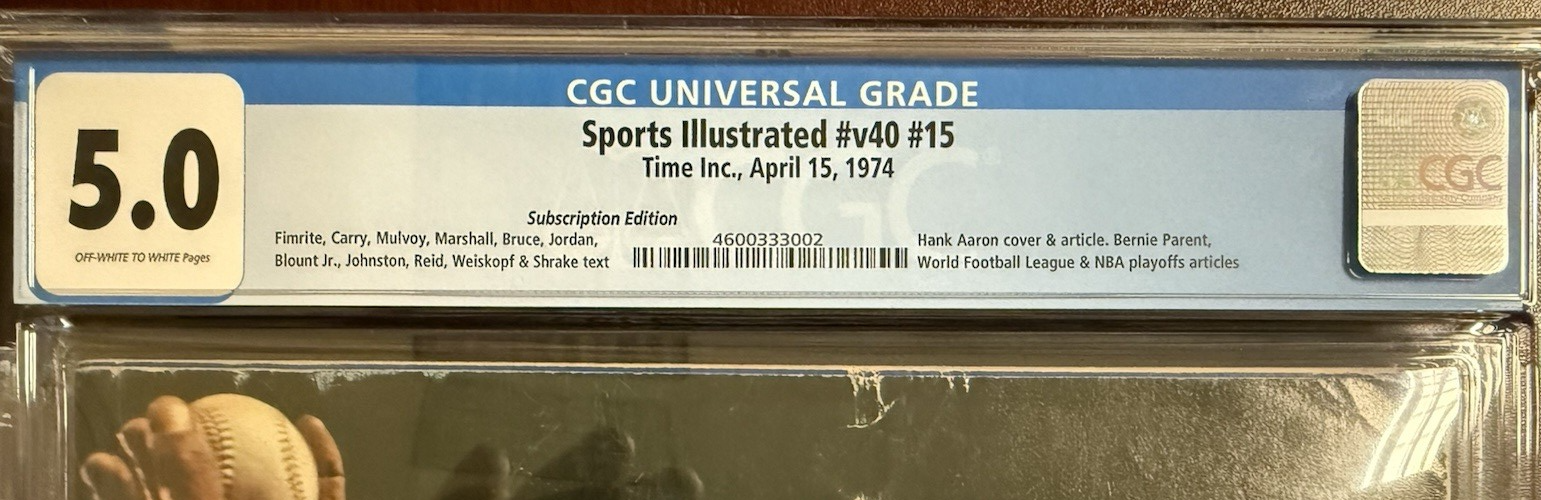 CGC UNIVERSAL GRADE
5.0
OFF-WHITE TO WHITE Pages
Sports Illustrated #v40 #15
Time Inc., April 15, 1974
Subscription Edition
Fimrite, Carry, Mulvoy, Marshall, Bruce, Jordan,
Blount Jr., Johnston, Reid, Weiskopf & Shrake text
4600333002
Hank Aaron cover & article. Bernie Parent,
World Football League & NBA playoffs articles
CGC
CGC